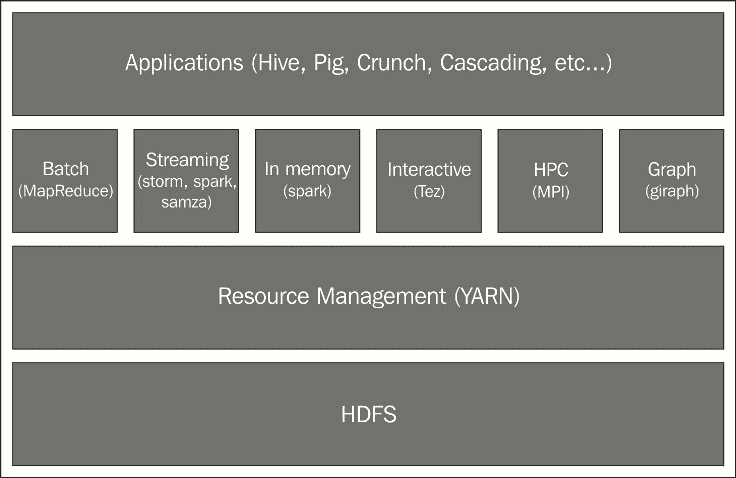 Applications (Hive, Pig, Crunch, Cascading, etc...)
Batch
(MapReduce)
Streaming
(storm, spark,
samza)
In memory
(spark)
Interactive
(Tez)
HPC
(MPI)
Graph
(giraph)
Resource Management (YARN)
HDFS